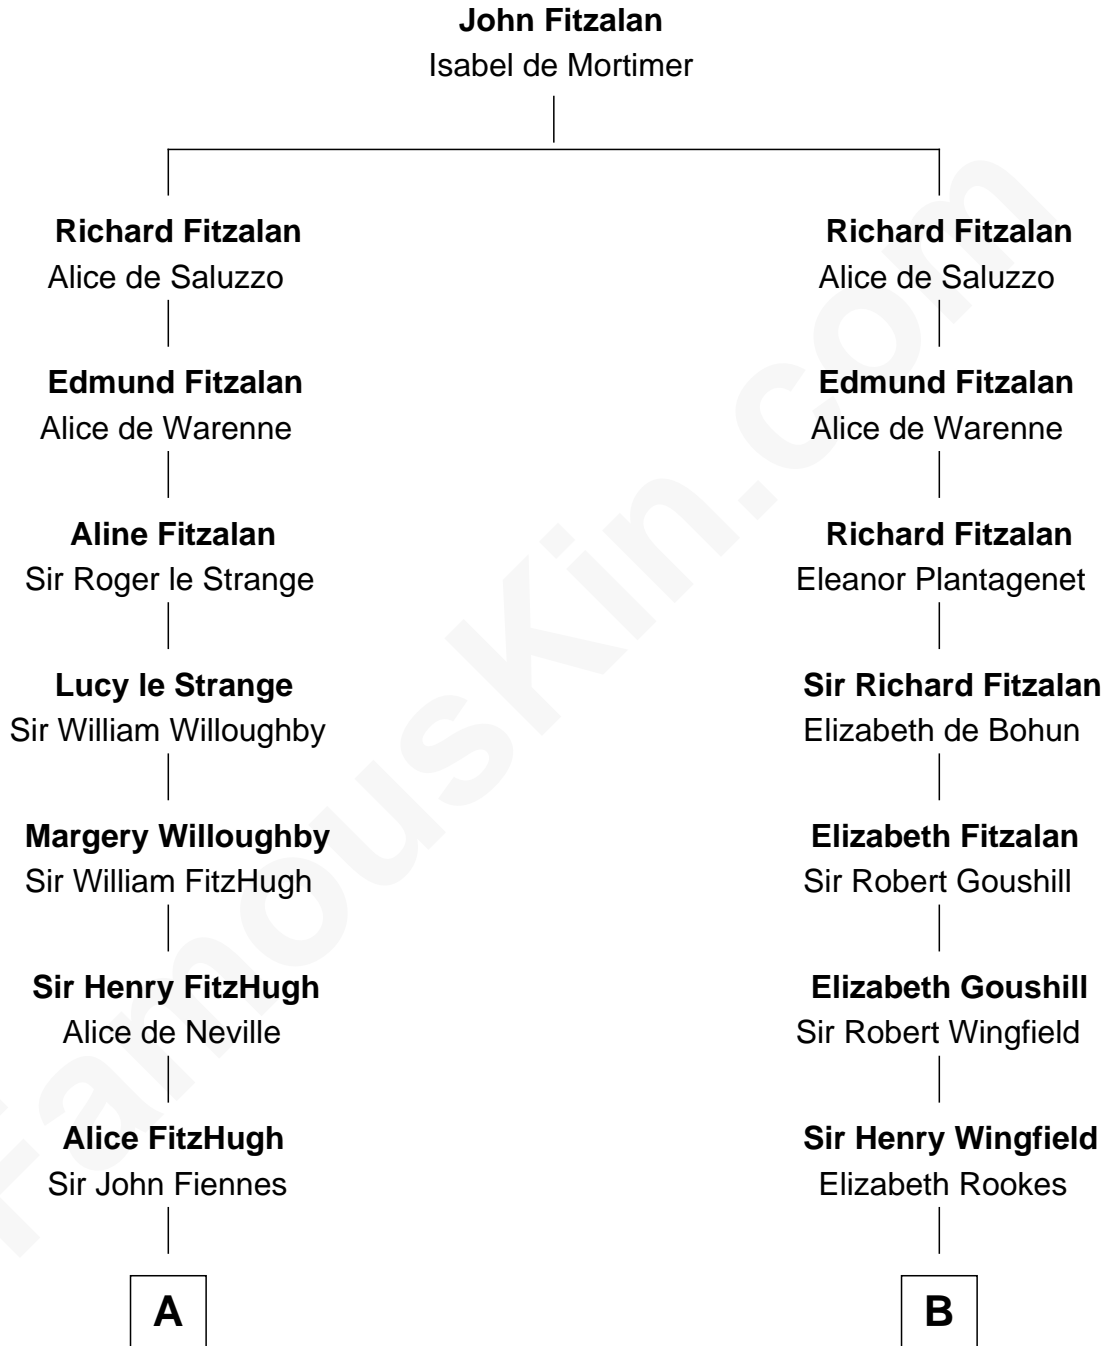 John Fitzalan
Isabel de Mortimer
Richard Fitzalan
Alice de Saluzzo
Edmund Fitzalan
Alice de Warenne
Aline Fitzalan
Sir Roger le Strange
Lucy le Strange
Sir William Willoughby
Margery Willoughby
Sir William FitzHugh
Sir Henry FitzHugh
Alice de Neville
Alice FitzHugh
Sir John Fiennes
A
Richard Fitzalan
Alice de Saluzzo
Edmund Fitzalan
Alice de Warenne
Richard Fitzalan
Eleanor Plantagenet
Sir Richard Fitzalan
Elizabeth de Bohun
Elizabeth Fitzalan
Sir Robert Goushill
Elizabeth Goushill
Sir Robert Wingfield
Sir Henry Wingfield
Elizabeth Rookes
B
FamousKin.com